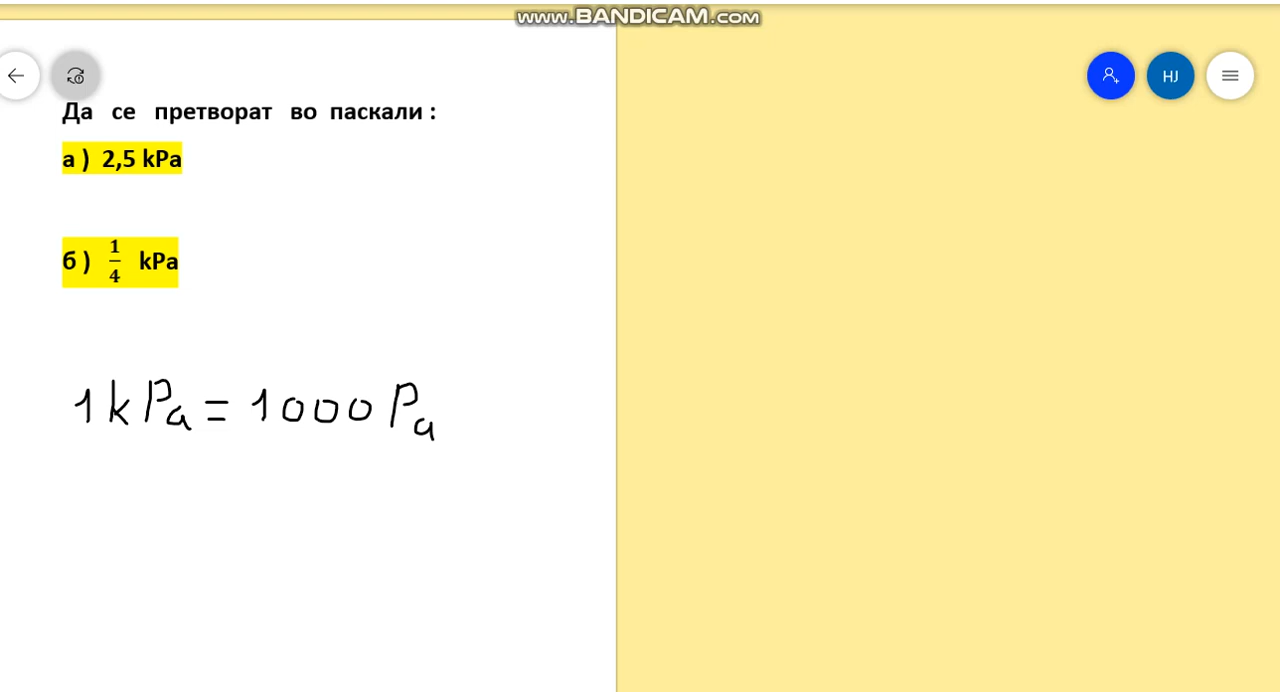 www.BANDICAM.com
HJ
Да се претворат во паскали :
а ) 2,5 kPa
б ) 1/4 kPa
1 kPa = 1000 Pa